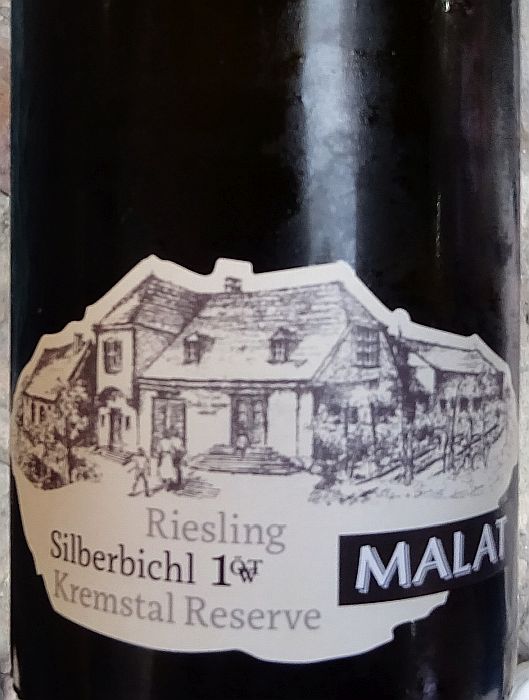 Riesling
Silberbichl 1ÖTW
Kremstal Reserve
MALAT